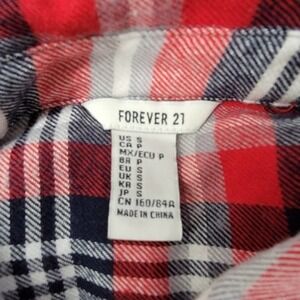 FOREVER 21
US S
CA P
MX/ECU P
BR P
EU S
UK S
KR S
JP S
CN 160/84A
MADE IN CHINA